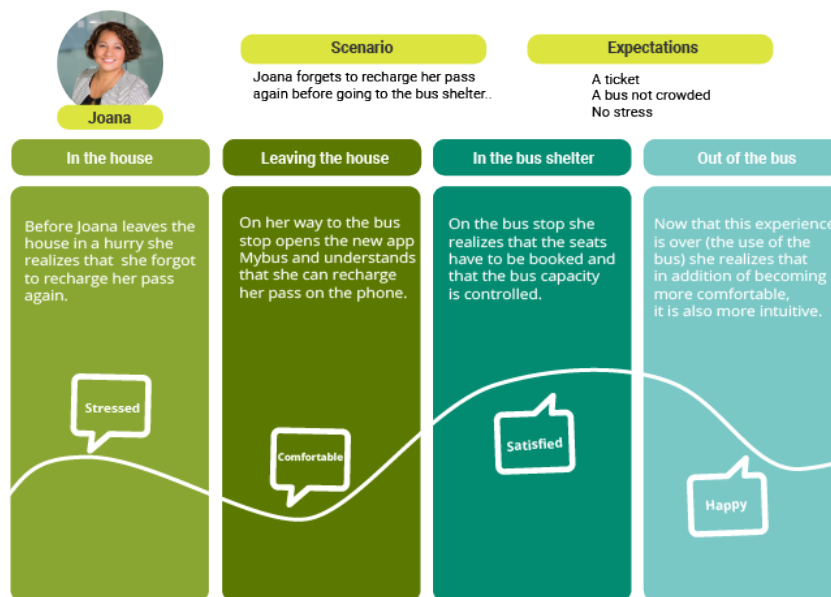 Joana
Scenario
Joana forgets to recharge her pass
again before going to the bus shelter..
Expectations
A ticket
A bus not crowded
No stress
In the house
Before Joana leaves the
house in a hurry she
realizes that she forgot
to recharge her pass
again.
Stressed
Leaving the house
On her way to the bus
stop opens the new app
Mybus and understands
that she can recharge
her pass on the phone.
Comfortable
In the bus shelter
On the bus stop she
realizes that the seats
have to be booked and
that the bus capacity
is controlled.
Satisfied
Out of the bus
Now that this experience
is over (the use of the
bus) she realizes that
in addition of becoming
more comfortable,
it is also more intuitive.
Happy